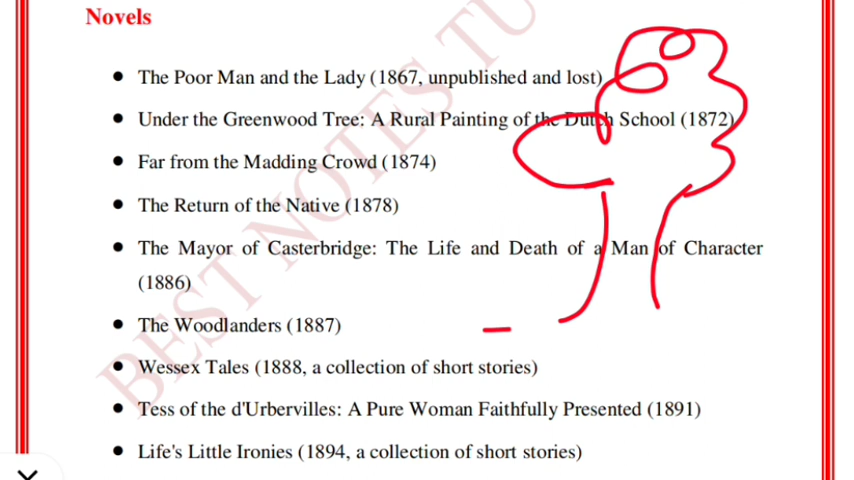 Novels
• The Poor Man and the Lady (1867, unpublished and lost)
• Under the Greenwood Tree: A Rural Painting of the Dutch School (1872)
• Far from the Madding Crowd (1874)
• The Return of the Native (1878)
• The Mayor of Casterbridge: The Life and Death of a Man of Character
(1886)
• The Woodlanders (1887)
• Wessex Tales (1888, a collection of short stories)
• Tess of the d'Urbervilles: A Pure Woman Faithfully Presented (1891)
• Life's Little Ironies (1894, a collection of short stories)
BEST NOTES TU